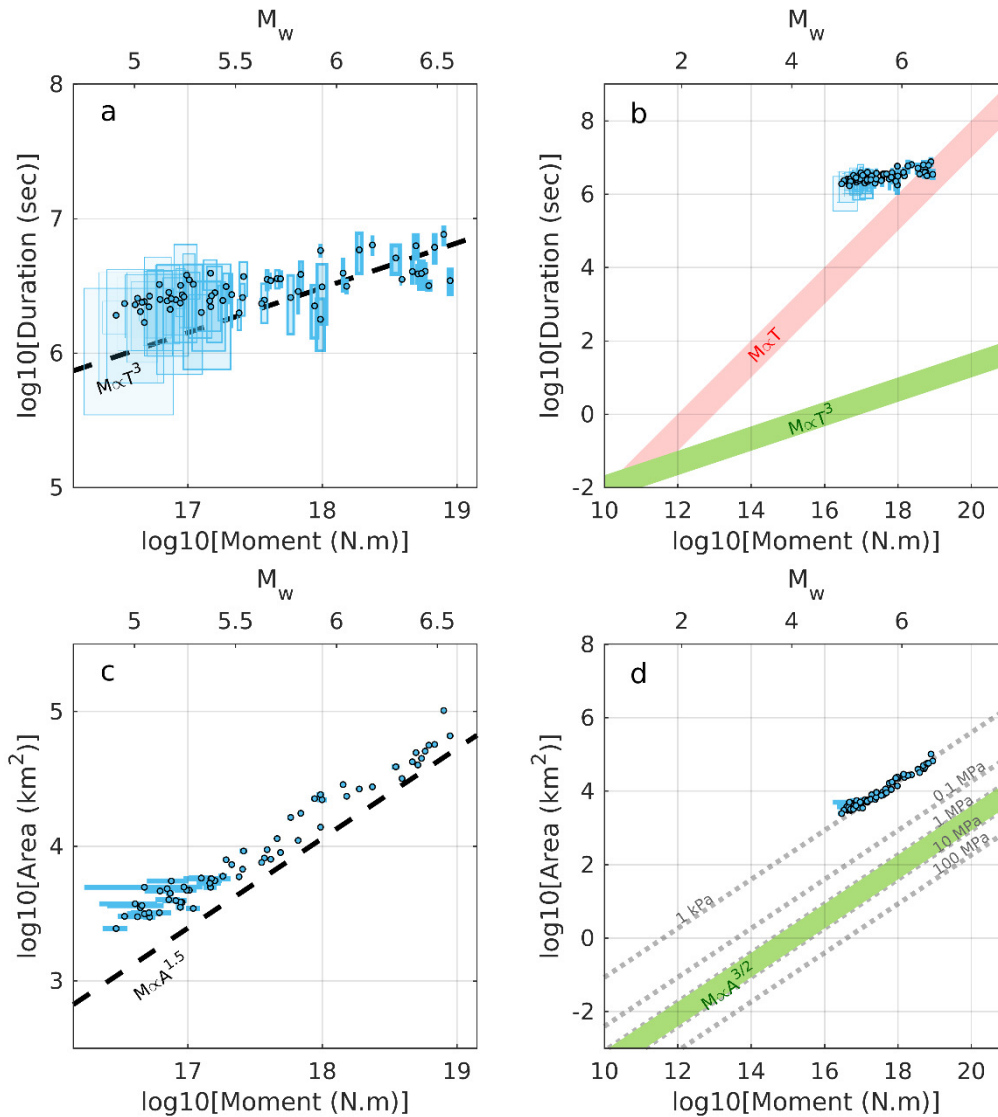 M_w
5 5.5 6 6.5
a
8
7
6
5
log10[Duration (sec)]
M∝T³
17 18 19
log10[Moment (N.m)]
M_w
2 4 6
b
8
6
4
2
0
-2
log10[Duration (sec)]
M∝T
M∝T³
10 12 14 16 18 20
log10[Moment (N.m)]
M_w
5 5.5 6 6.5
c
5
4
3
log10[Area (km²)]
M∝A^1.5
17 18 19
log10[Moment (N.m)]
M_w
2 4 6
d
8
6
4
2
0
-2
log10[Area (km²)]
1 kPa
0.1 MPa
1 MPa
10 MPa
100 MPa
M∝A^3/2
10 12 14 16 18 20
log10[Moment (N.m)]